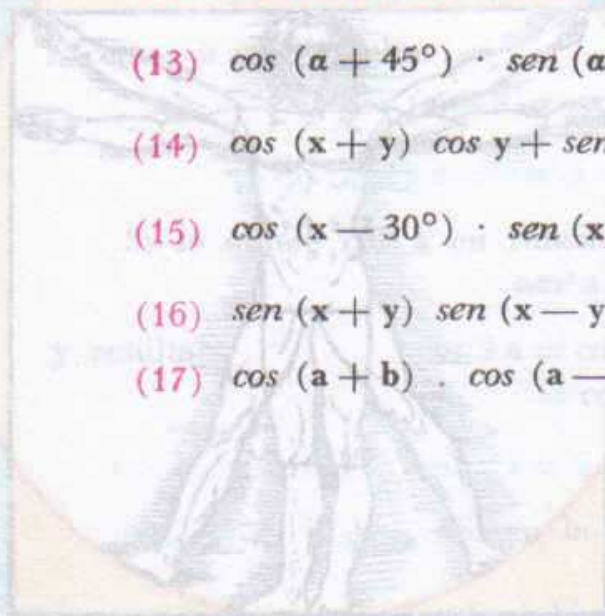 (13) cos (α + 45°) · sen (α
(14) cos (x + y) cos y + sen
(15) cos (x — 30°) · sen (x
(16) sen (x + y) sen (x — y
(17) cos (a + b) . cos (a —